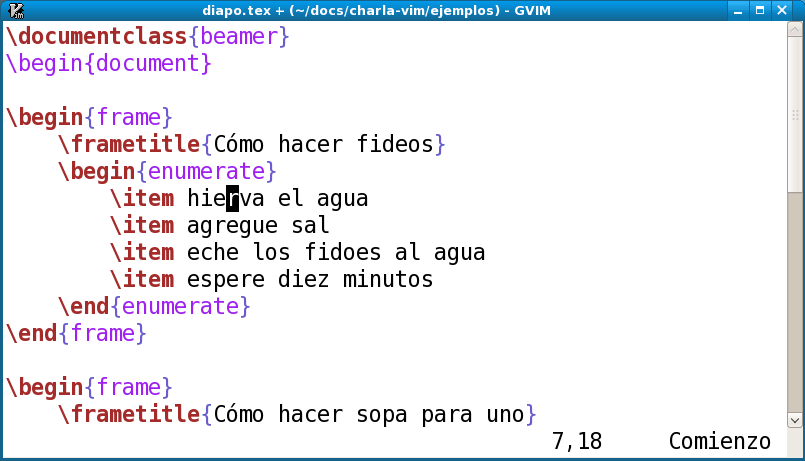 diapo.tex + (~/docs/charla-vim/ejemplos) - GVIM
\documentclass{beamer}
\begin{document}
\begin{frame}
\frametitle{Cómo hacer fideos}
\begin{enumerate}
\item hierva el agua
\item agregue sal
\item eche los fidoes al agua
\item espere diez minutos
\end{enumerate}
\end{frame}
\begin{frame}
\frametitle{Cómo hacer sopa para uno}
7,18 Comienzo